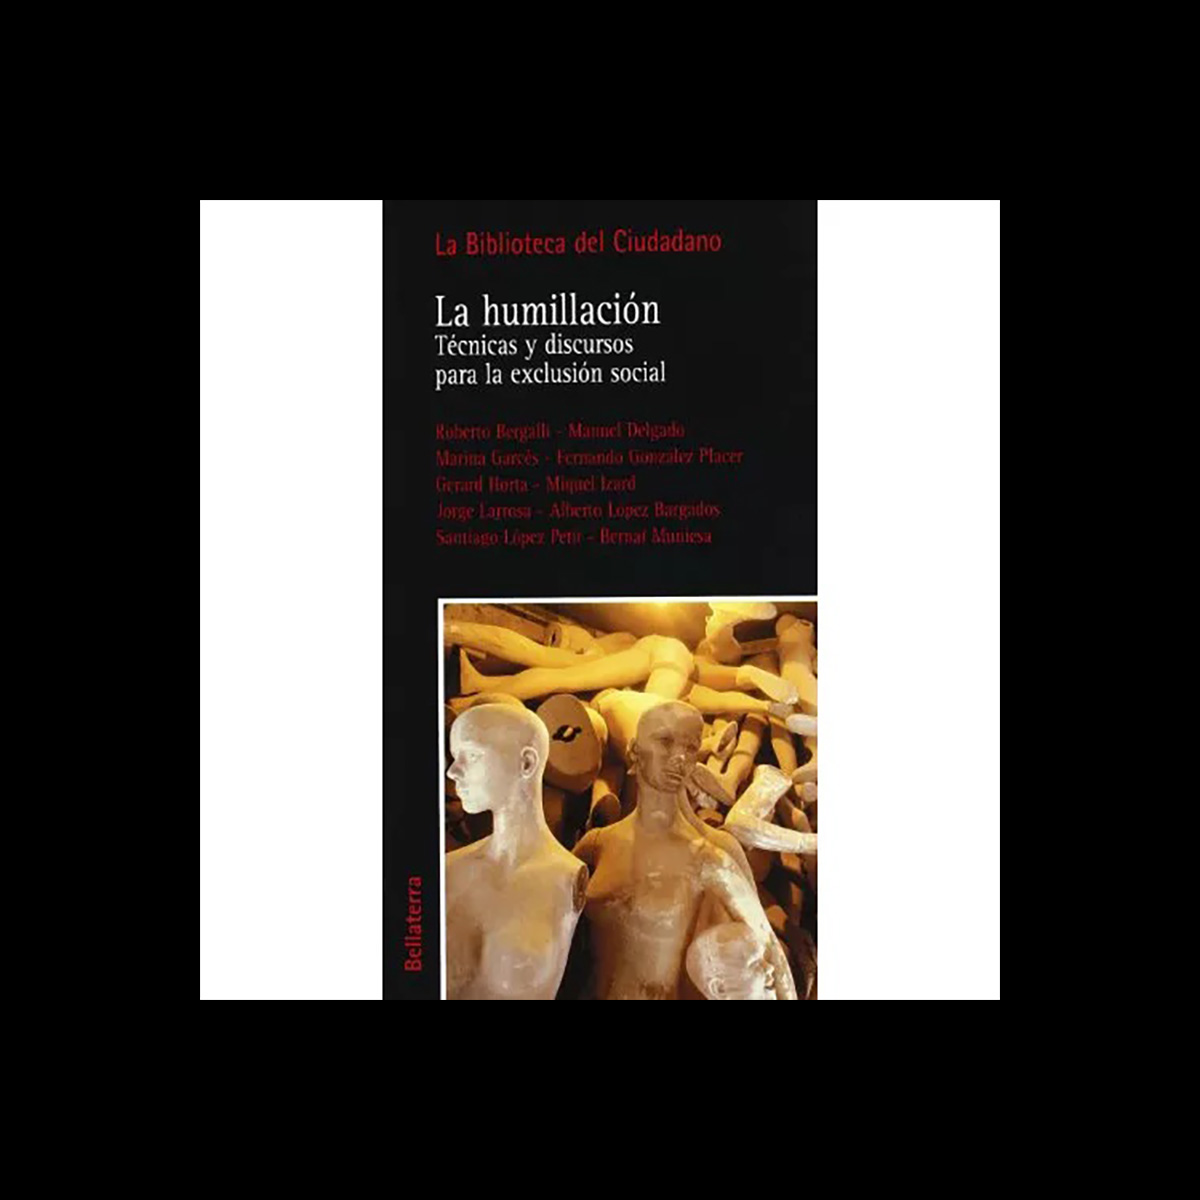 La Biblioteca del Ciudadano
La humillación
Técnicas y discursos
para la exclusión social
Roberto Bergalli - Manuel Delgado
Marina Garcés - Fernando González Placer
Gerard Horta - Miquel Izard
Jorge Larrosa - Alberto López Bargados
Santiago López Petit - Bernat Muniesa
Bellaterra